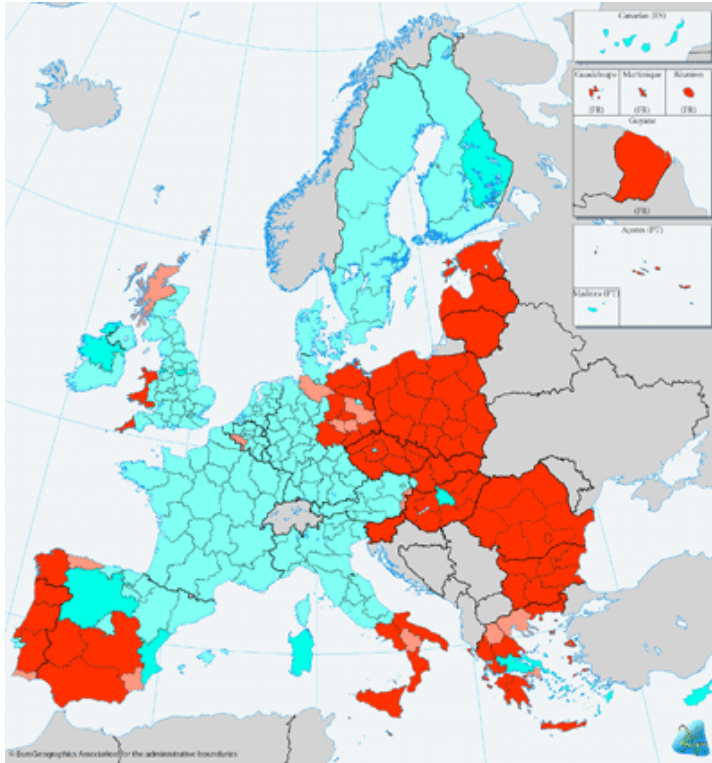 Canarias (ES)
Guadeloupe Martinique Réunion
(FR) (FR) (FR)
Guyane
(FR)
Açores (PT)
Madeira (PT)
© EuroGeographics Association for the administrative boundaries